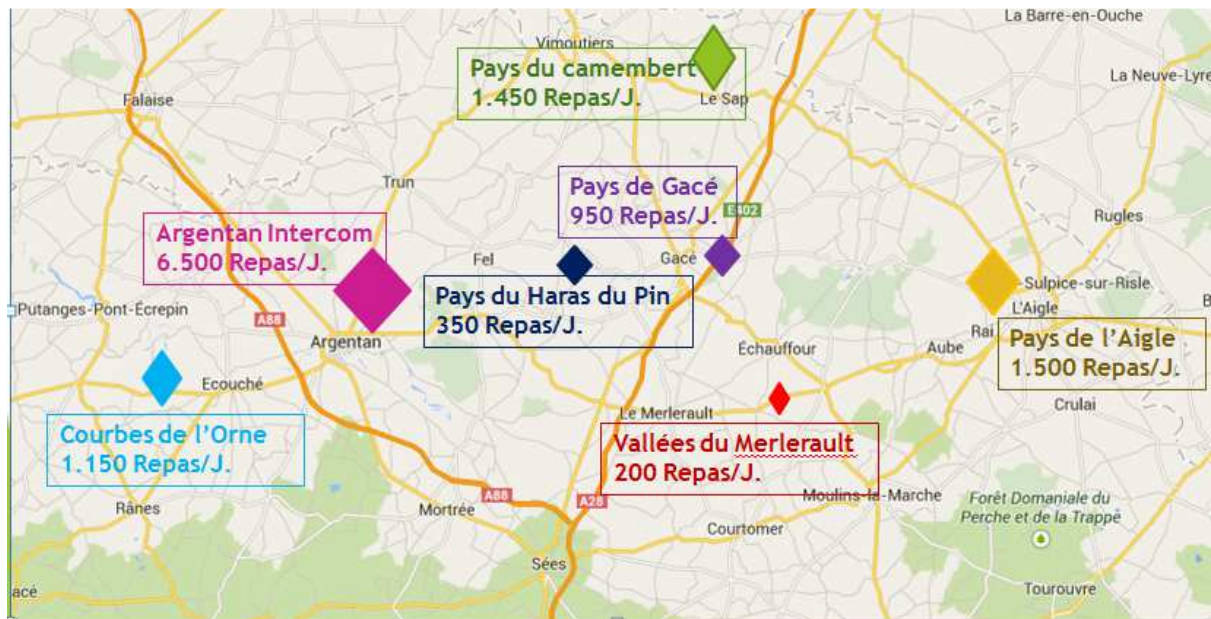 La Barre-en-Ouche
Vimoutiers
Pays du camembert
1.450 Repas/J.
La Neuve-Lyre
Falaise
Le Sap
Trun
Pays de Gacé
950 Repas/J.
E402
Rugles
Argentan Intercom
6.500 Repas/J.
Fel
Gacé
Pays du Haras du Pin
350 Repas/J.
Sulpice-sur-Risle
L'Aigle
Putanges-Pont-Écrepin
A88
Rai
Argentan
Échauffour
Aube
Pays de l'Aigle
1.500 Repas/J.
Ecouché
Le Merlerault
Crulai
Courbes de l'Orne
1.150 Repas/J.
Vallées du Merlerault
200 Repas/J.
A88
A28
Moulins-la-Marche
Rânes
Mortrée
Forêt Domaniale du
Perche et de la Trappe
Courtomer
Sées
Tourouvre
acé